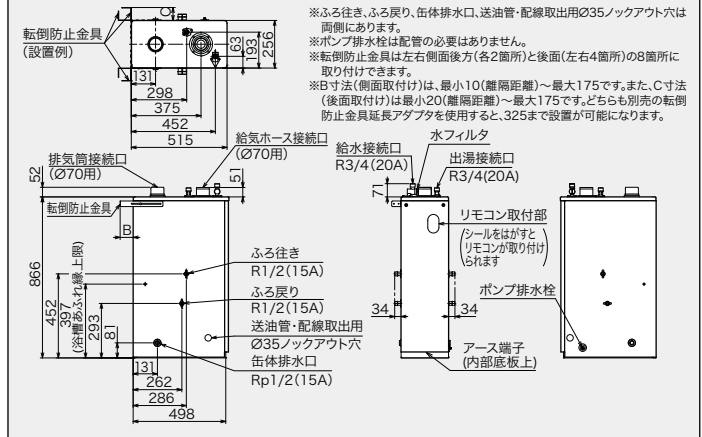 ※ふろ往き、ふろ戻り、缶体排水口、送油管・配線取出用Ø35ノックアウト穴は
両側にあります。
※ポンプ排水栓は配管の必要はありません。
※転倒防止金具は左右側面後方（各2箇所）と後面（左右4箇所）の8箇所に
取り付けできます。
※B寸法（側面取付け）は、最小10（離隔距離）～最大175です。また、C寸法
（後面取付け）は最小20（離隔距離）～最大175です。どちらも別売の転倒
防止金具延長アダプタを使用すると、325まで設置が可能になります。
転倒防止金具
（設置例）
C
63
193
256
131
298
375
452
515
排気筒接続口
（Ø70用）
給気ホース接続口
（Ø70用）
52
51
転倒防止金具
B
866
452
397
（浴槽あふれ縁上限）
293
81
ふろ往き
R1/2（15A）
ふろ戻り
R1/2（15A）
送油管・配線取出用
Ø35ノックアウト穴
缶体排水口
Rp1/2（15A）
131
262
286
498
水フィルタ
給水接続口
R3/4（20A）
出湯接続口
R3/4（20A）
71
リモコン取付部
（シールをはがすと
リモコンが取り付け
られます）
34
34
ポンプ排水栓
アース端子
（内部底板上）